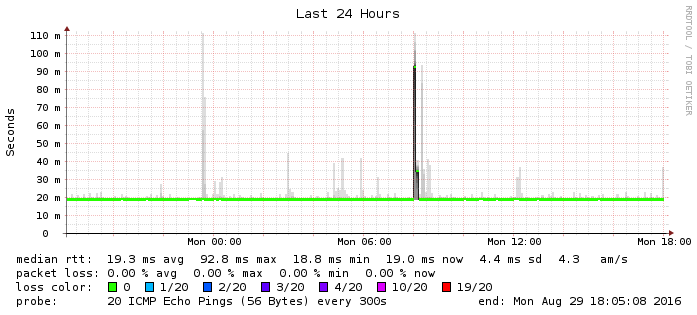 Last 24 Hours
RRDTOOL / TOBI OETIKER
Seconds
110 m
100 m
90 m
80 m
70 m
60 m
50 m
40 m
30 m
20 m
10 m
0
Mon 00:00 Mon 06:00 Mon 12:00 Mon 18:00
median rtt: 19.3 ms avg 92.8 ms max 18.8 ms min 19.0 ms now 4.4 ms sd 4.3 am/s
packet loss: 0.00 % avg 0.00 % max 0.00 % min 0.00 % now
loss color: 0 1/20 2/20 3/20 4/20 10/20 19/20
probe: 20 ICMP Echo Pings (56 Bytes) every 300s end: Mon Aug 29 18:05:08 2016